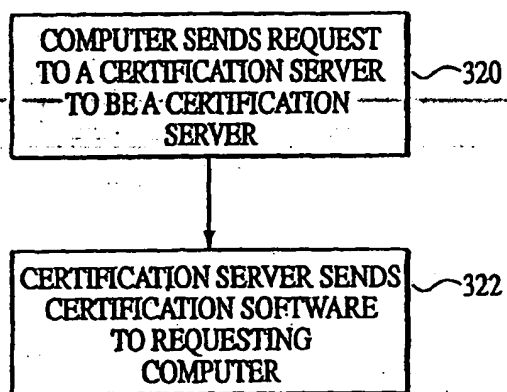 COMPUTER SENDS REQUEST
TO A CERTIFICATION SERVER
TO BE A CERTIFICATION
SERVER
320
CERTIFICATION SERVER SENDS
CERTIFICATION SOFTWARE
TO REQUESTING
COMPUTER
322